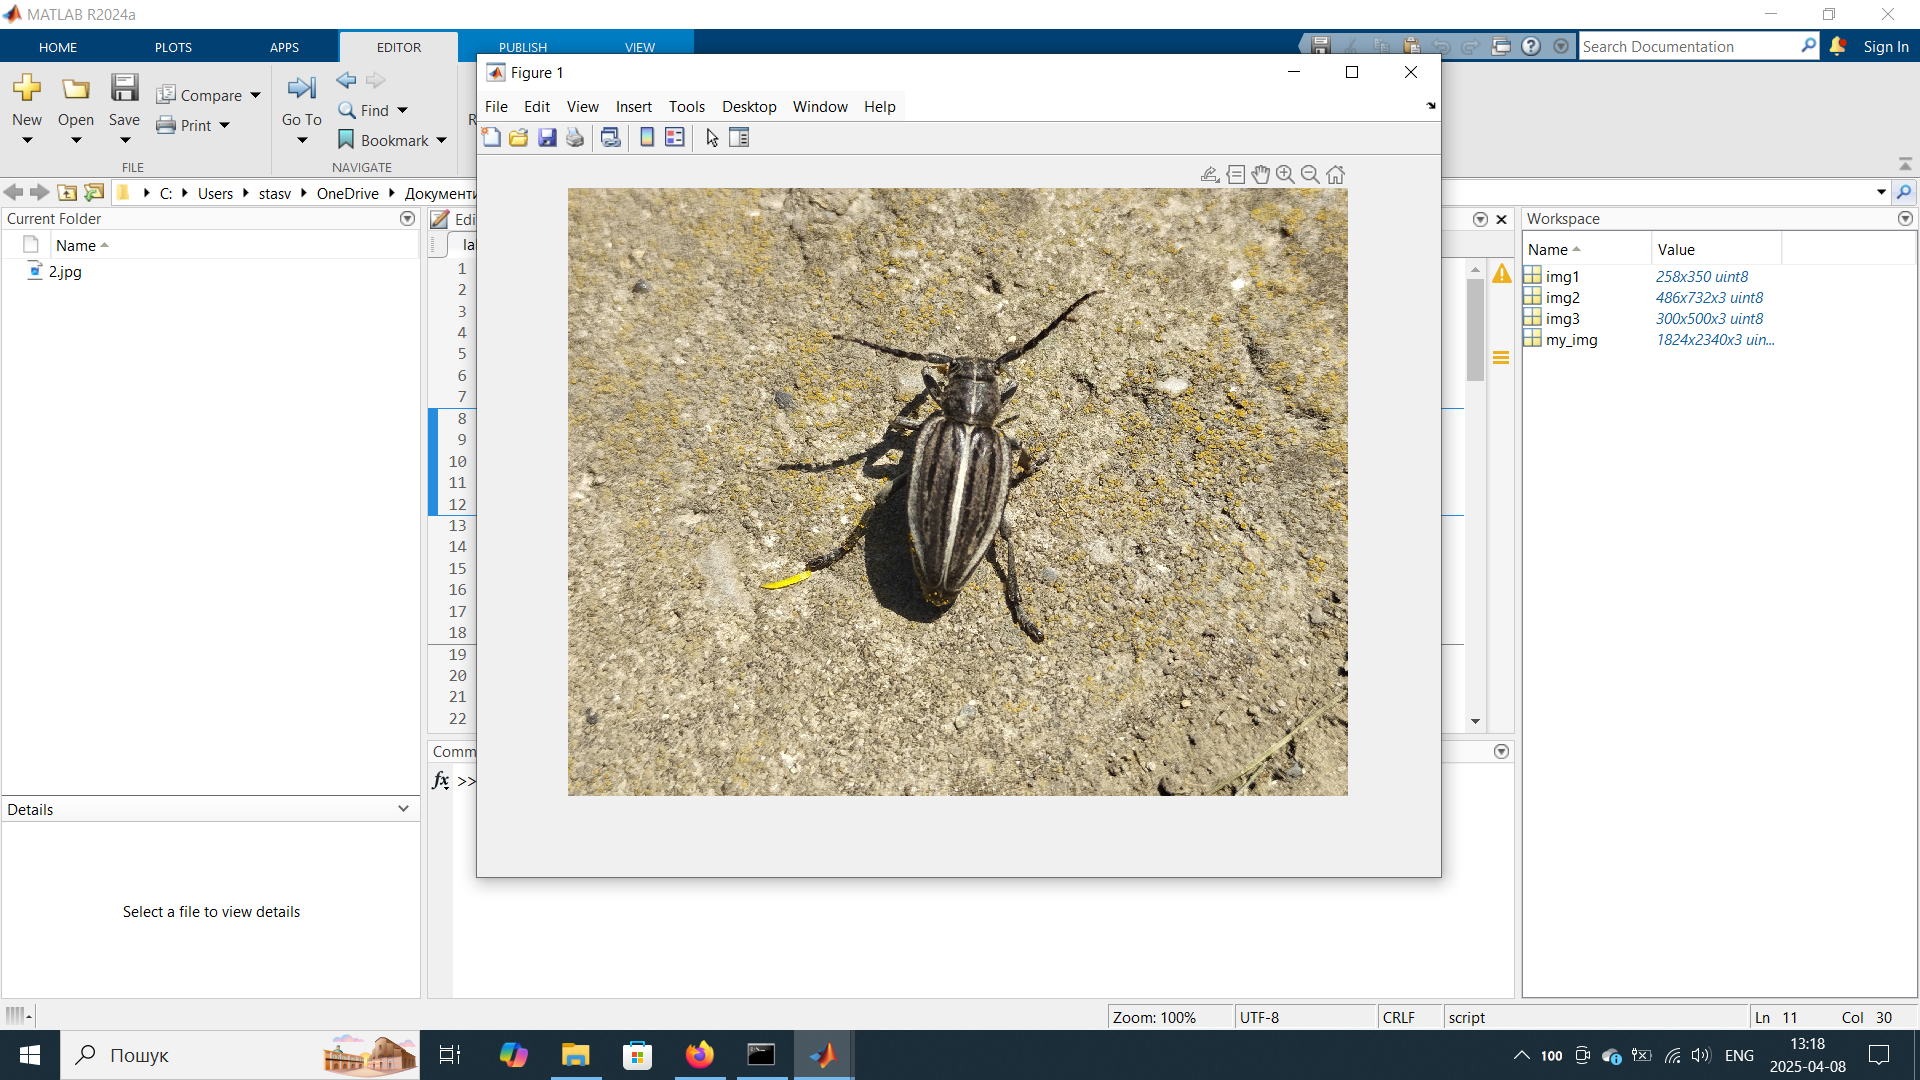 MATLAB R2024a
HOME PLOTS APPS EDITOR PUBLISH VIEW
Search Documentation
Sign In
New
Open
Save
Compare
Print
FILE
Go To
Find
Bookmark
NAVIGATE
R
C: Users stasv OneDrive Документи
Current Folder
Name
2.jpg
Details
Select a file to view details
Edi
la
1
2
3
4
5
6
7
8
9
10
11
12
13
14
15
16
17
18
19
20
21
22
Comm
fx >>
Figure 1
File Edit View Insert Tools Desktop Window Help
Workspace
Name Value
img1 258x350 uint8
img2 486x732x3 uint8
img3 300x500x3 uint8
my_img 1824x2340x3 uin...
Zoom: 100% UTF-8 CRLF script Ln 11 Col 30
Пошук
100
ENG
13:18
2025-04-08